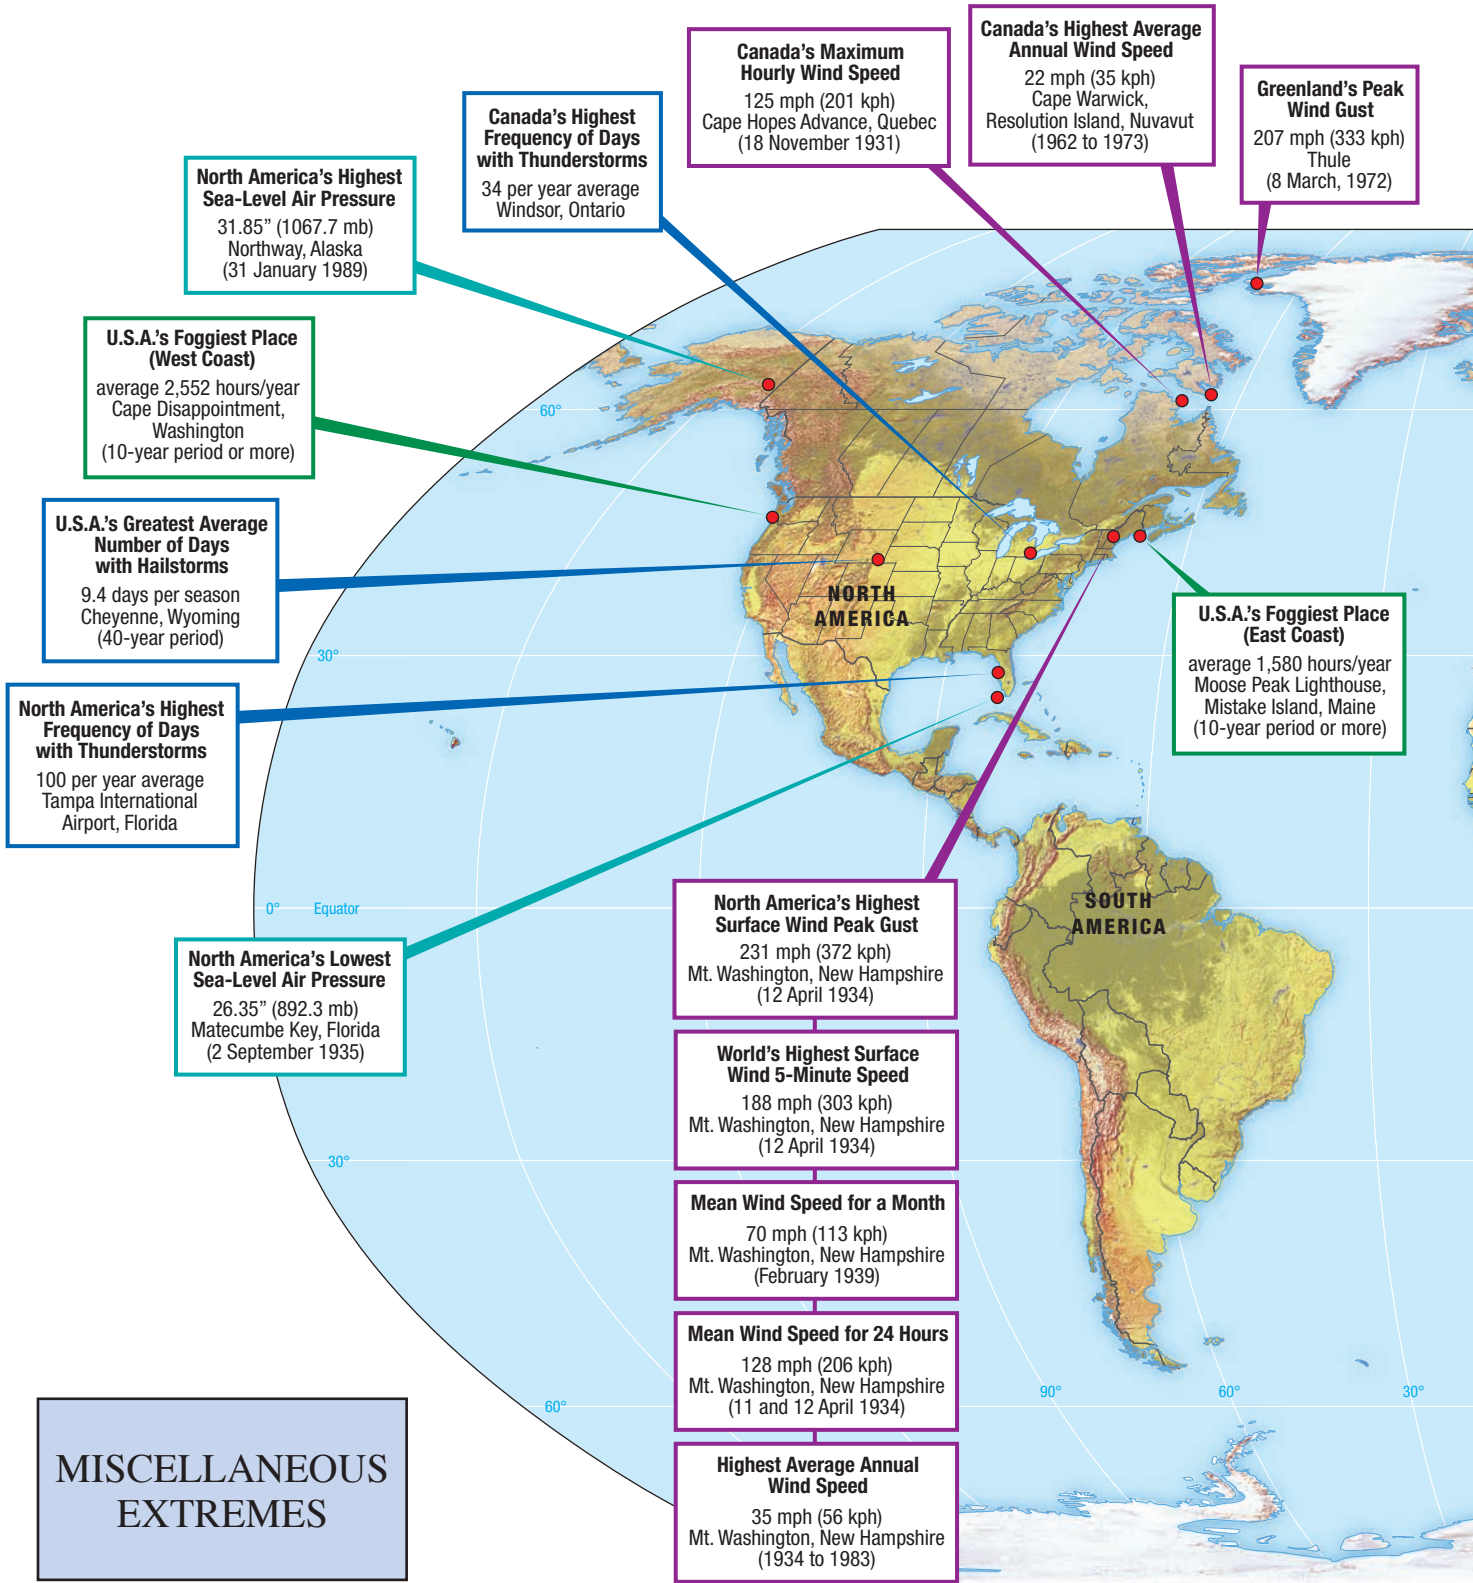 Canada’s Highest Average
Annual Wind Speed
22 mph (35 kph)
Cape Warwick,
Resolution Island, Nuvavut
(1962 to 1973)
Canada’s Maximum
Hourly Wind Speed
125 mph (201 kph)
Cape Hopes Advance, Quebec
(18 November 1931)
Greenland’s Peak
Wind Gust
207 mph (333 kph)
Thule
(8 March, 1972)
Canada’s Highest
Frequency of Days
with Thunderstorms
34 per year average
Windsor, Ontario
North America’s Highest
Sea-Level Air Pressure
31.85” (1067.7 mb)
Northway, Alaska
(31 January 1989)
U.S.A.’s Foggiest Place
(West Coast)
average 2,552 hours/year
Cape Disappointment,
Washington
(10-year period or more)
60°
U.S.A.’s Greatest Average
Number of Days
with Hailstorms
9.4 days per season
Cheyenne, Wyoming
(40-year period)
NORTH
AMERICA
U.S.A.’s Foggiest Place
(East Coast)
average 1,580 hours/year
Moose Peak Lighthouse,
Mistake Island, Maine
(10-year period or more)
30°
North America’s Highest
Frequency of Days
with Thunderstorms
100 per year average
Tampa International
Airport, Florida
0° Equator
SOUTH
AMERICA
North America’s Lowest
Sea-Level Air Pressure
26.35” (892.3 mb)
Matecumbe Key, Florida
(2 September 1935)
North America’s Highest
Surface Wind Peak Gust
231 mph (372 kph)
Mt. Washington, New Hampshire
(12 April 1934)
World’s Highest Surface
Wind 5-Minute Speed
188 mph (303 kph)
Mt. Washington, New Hampshire
(12 April 1934)
30°
Mean Wind Speed for a Month
70 mph (113 kph)
Mt. Washington, New Hampshire
(February 1939)
Mean Wind Speed for 24 Hours
128 mph (206 kph)
Mt. Washington, New Hampshire
(11 and 12 April 1934)
90° 60° 30°
60°
Highest Average Annual
Wind Speed
35 mph (56 kph)
Mt. Washington, New Hampshire
(1934 to 1983)
MISCELLANEOUS
EXTREMES